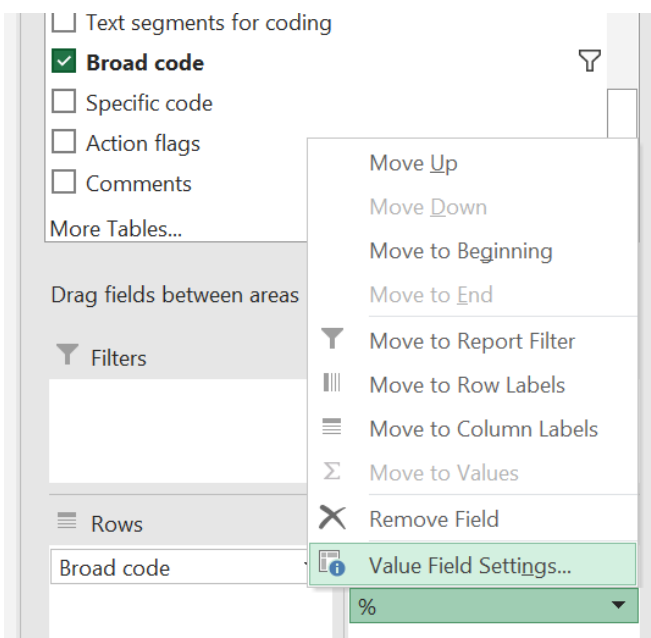 Text segments for coding
Broad code
Specific code
Action flags
Comments
More Tables...
Drag fields between areas
Filters
Rows
Broad code
Move Up
Move Down
Move to Beginning
Move to End
Move to Report Filter
Move to Row Labels
Move to Column Labels
Move to Values
Remove Field
Value Field Settings...
%